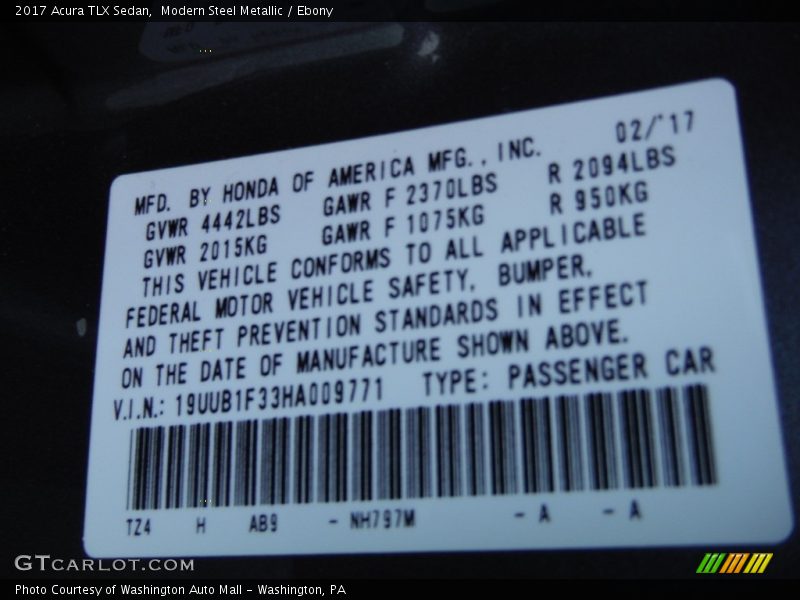 2017 Acura TLX Sedan, Modern Steel Metallic / Ebony
02/'17
MFD. BY HONDA OF AMERICA MFG., INC.
GVWR 4442LBS GAWR F 2370LBS R 2094LBS
GVWR 2015KG GAWR F 1075KG R 950KG
THIS VEHICLE CONFORMS TO ALL APPLICABLE
FEDERAL MOTOR VEHICLE SAFETY, BUMPER,
AND THEFT PREVENTION STANDARDS IN EFFECT
ON THE DATE OF MANUFACTURE SHOWN ABOVE.
V.I.N.: 19UUB1F33HA009771 TYPE: PASSENGER CAR
TZ4 H AB9 - NH797M - A - A
GTCARLOT.COM
Photo Courtesy of Washington Auto Mall - Washington, PA